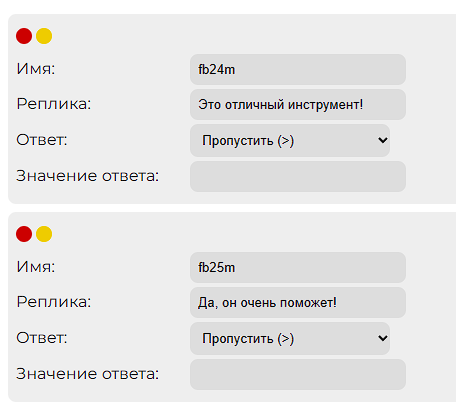 Имя: fb24m
Реплика: Это отличный инструмент!
Ответ: Пропустить (>)
Значение ответа:
Имя: fb25m
Реплика: Да, он очень поможет!
Ответ: Пропустить (>)
Значение ответа: